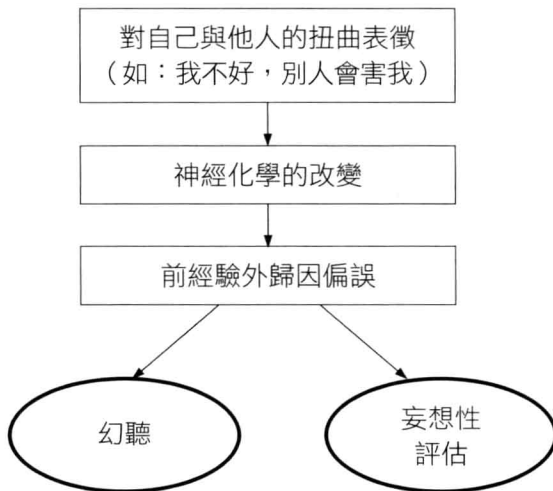 對自己與他人的扭曲表徵
（如：我不好，別人會害我）
神經化學的改變
前經驗外歸因偏誤
幻聽
妄想性
評估